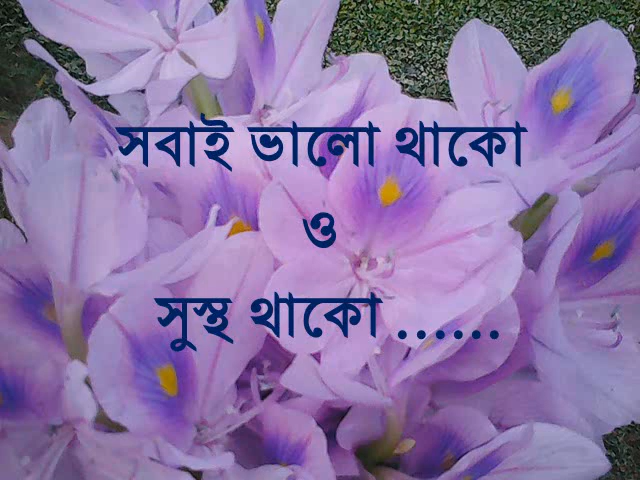 সবাই ভালো থাকো
ও
সুস্থ থাকো ......